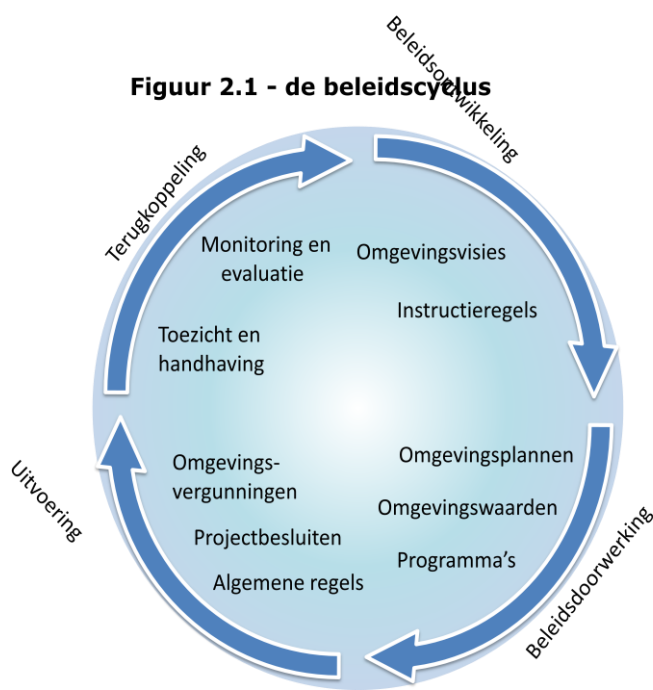 Figuur 2.1 - de beleidscyclus
Beleidsontwikkeling
Omgevingsvisies
Instructieregels
Beleidsdoorwerking
Omgevingsplannen
Omgevingswaarden
Programma's
Uitvoering
Omgevings-
vergunningen
Projectbesluiten
Algemene regels
Terugkoppeling
Monitoring en
evaluatie
Toezicht en
handhaving